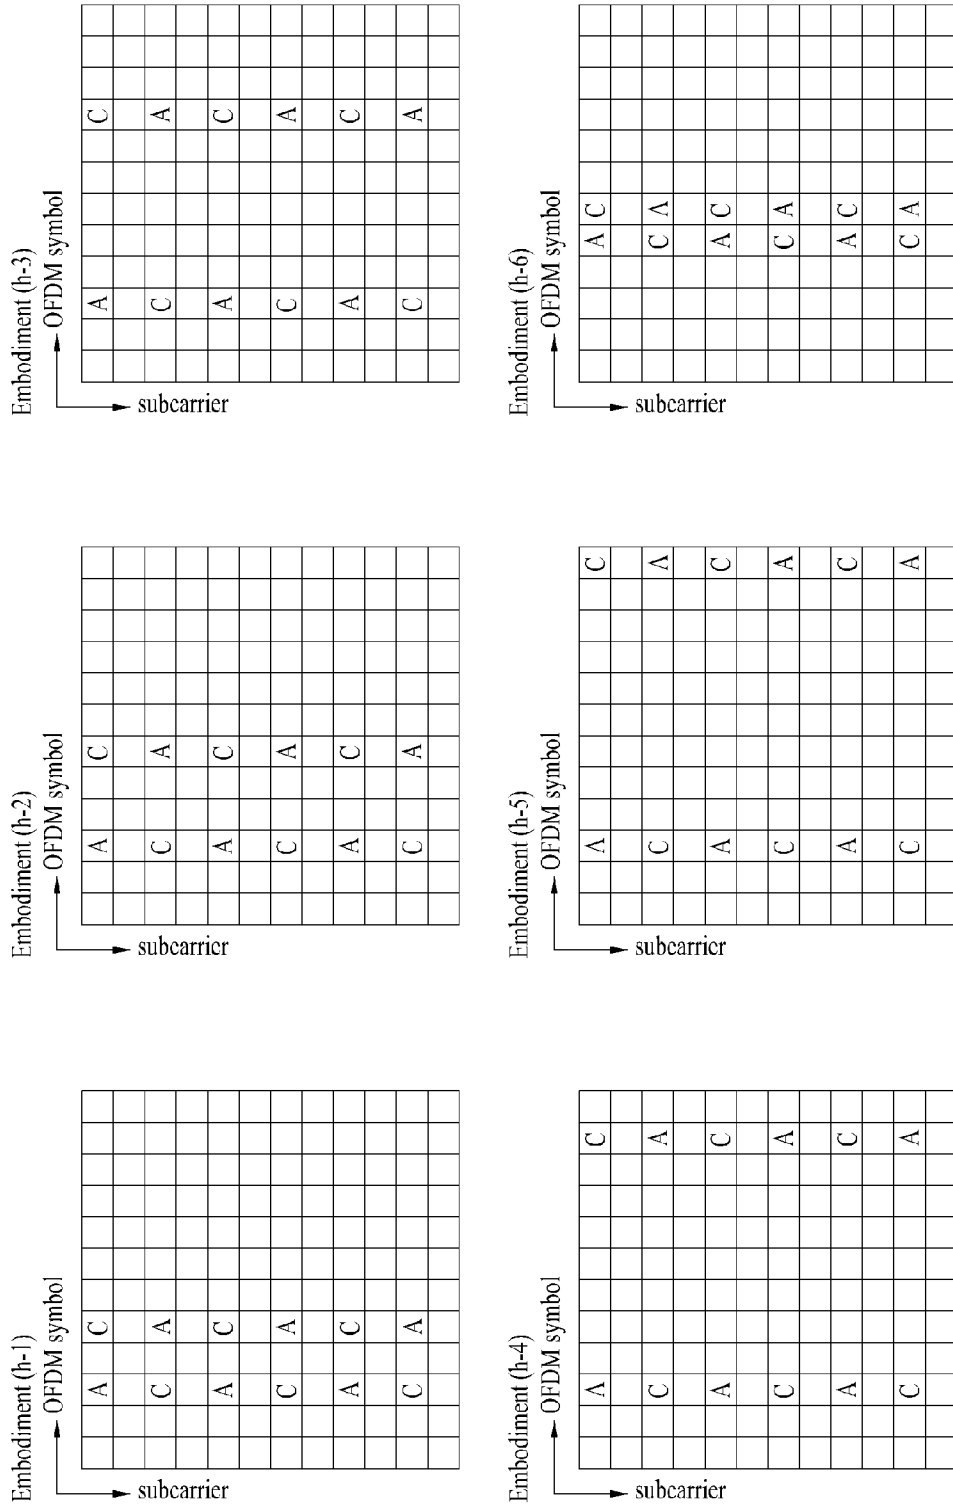 Embodiment (h-1)
OFDM symbol
subcarrier
A C
C A
A C
C A
A C
C A
Embodiment (h-2)
OFDM symbol
subcarrier
A C
C A
A C
C A
A C
C A
Embodiment (h-3)
OFDM symbol
subcarrier
A C
C A
A C
C A
A C
C A
Embodiment (h-4)
OFDM symbol
subcarrier
A C
C A
A C
C A
A C
C A
Embodiment (h-5)
OFDM symbol
subcarrier
A C
C A
A C
C A
A C
C A
Embodiment (h-6)
OFDM symbol
subcarrier
A C
C A
A C
C A
A C
C A